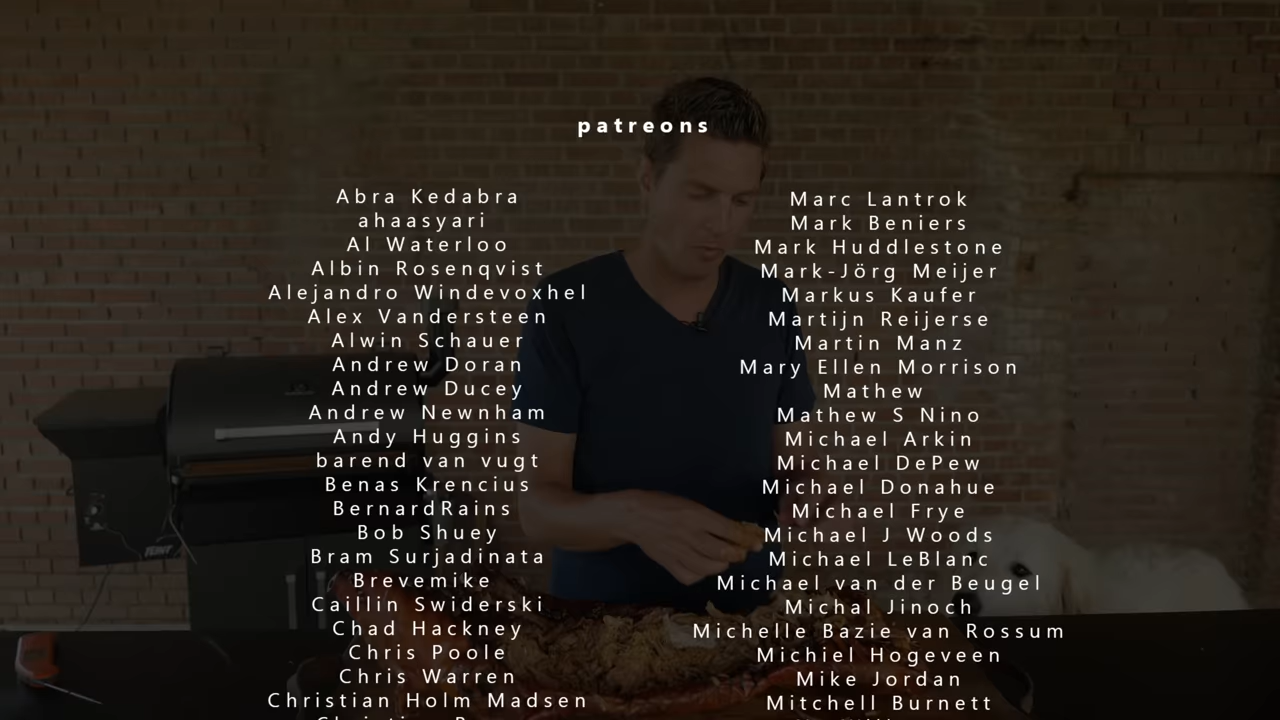 patreons
Abra Kedabra
ahaasyari
Al Waterloo
Albin Rosenqvist
Alejandro Windevoxhel
Alex Vandersteen
Alwin Schauer
Andrew Doran
Andrew Ducey
Andrew Newnham
Andy Huggins
barend van vugt
Benas Krencius
BernardRains
Bob Shuey
Bram Surjadinata
Brevemike
Caillin Swiderski
Chad Hackney
Chris Poole
Chris Warren
Christian Holm Madsen
Marc Lantrok
Mark Beniers
Mark Huddlestone
Mark-Jörg Meijer
Markus Kaufer
Martijn Reijerse
Martin Manz
Mary Ellen Morrison
Mathew
Mathew S Nino
Michael Arkin
Michael DePew
Michael Donahue
Michael Frye
Michael J Woods
Michael LeBlanc
Michael van der Beugel
Michal Jinoch
Michelle Bazie van Rossum
Michiel Hogeveen
Mike Jordan
Mitchell Burnett